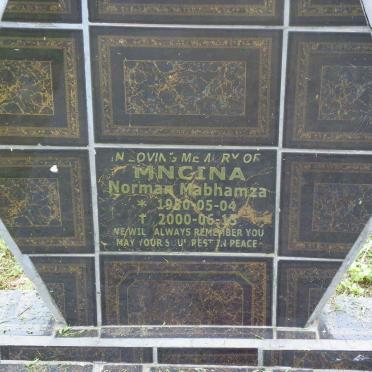 IN LOVING MEMORY OF
MNCINA
Norman Mabhamza
* 1950-05-04
† 2000-06-13
WE WILL ALWAYS REMEMBER YOU
MAY YOUR SOUL REST IN PEACE